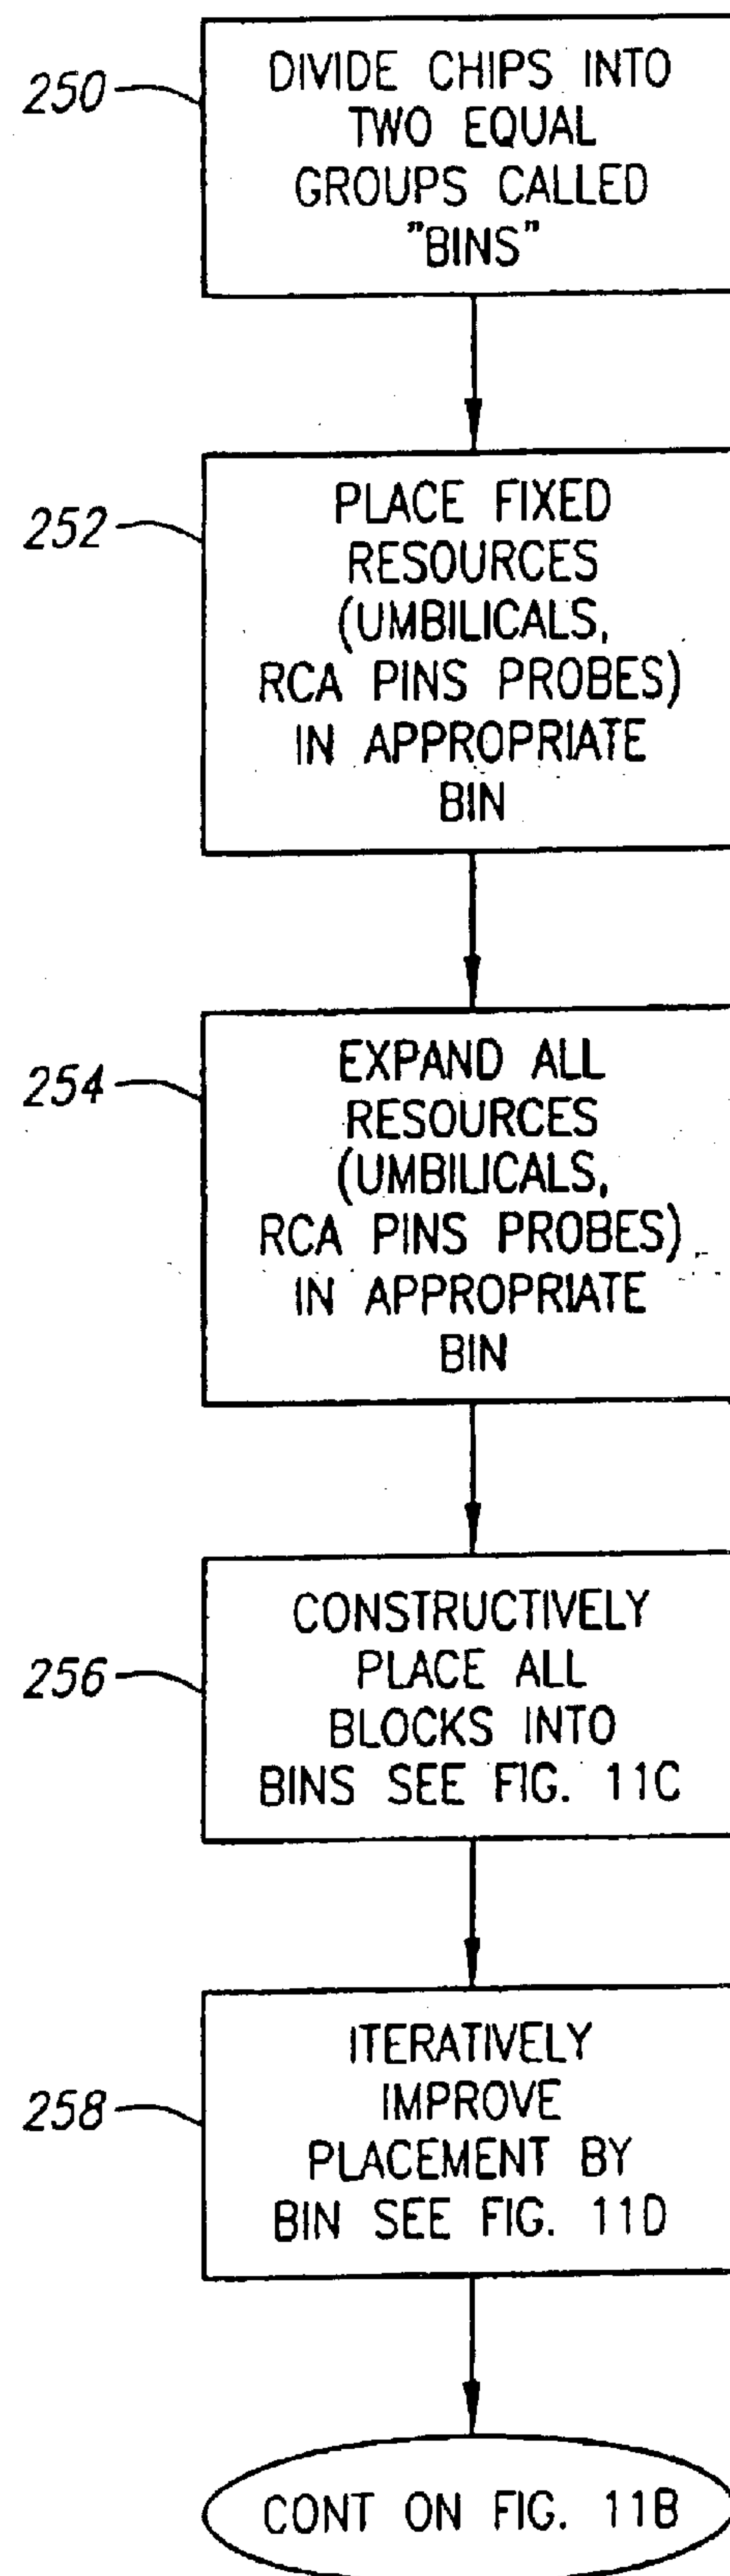 250
DIVIDE CHIPS INTO
TWO EQUAL
GROUPS CALLED
"BINS"
252
PLACE FIXED
RESOURCES
(UMBILICALS,
RCA PINS PROBES)
IN APPROPRIATE
BIN
254
EXPAND ALL
RESOURCES
(UMBILICALS,
RCA PINS PROBES)
IN APPROPRIATE
BIN
256
CONSTRUCTIVELY
PLACE ALL
BLOCKS INTO
BINS SEE FIG. 11C
258
ITERATIVELY
IMPROVE
PLACEMENT BY
BIN SEE FIG. 11D
CONT ON FIG. 11B